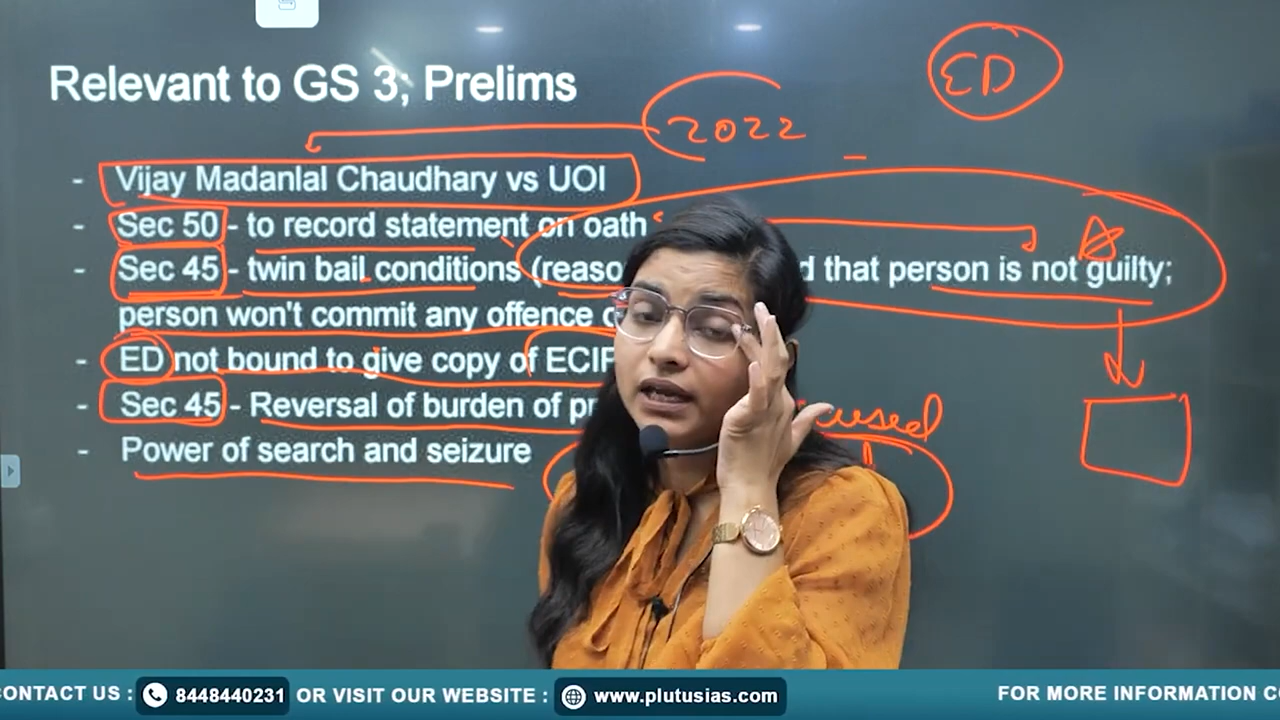 ED
Relevant to GS 3; Prelims
2022
- Vijay Madanlal Chaudhary vs UOI
- Sec 50 - to record statement on oath
- Sec 45 - twin bail conditions (reaso d that person is not guilty;
person won't commit any offence
- ED not bound to give copy of ECI
- Sec 45 - Reversal of burden of p cused
- Power of search and seizure
CONTACT US : 8448440231 OR VISIT OUR WEBSITE : www.plutusias.com FOR MORE INFORMATION C